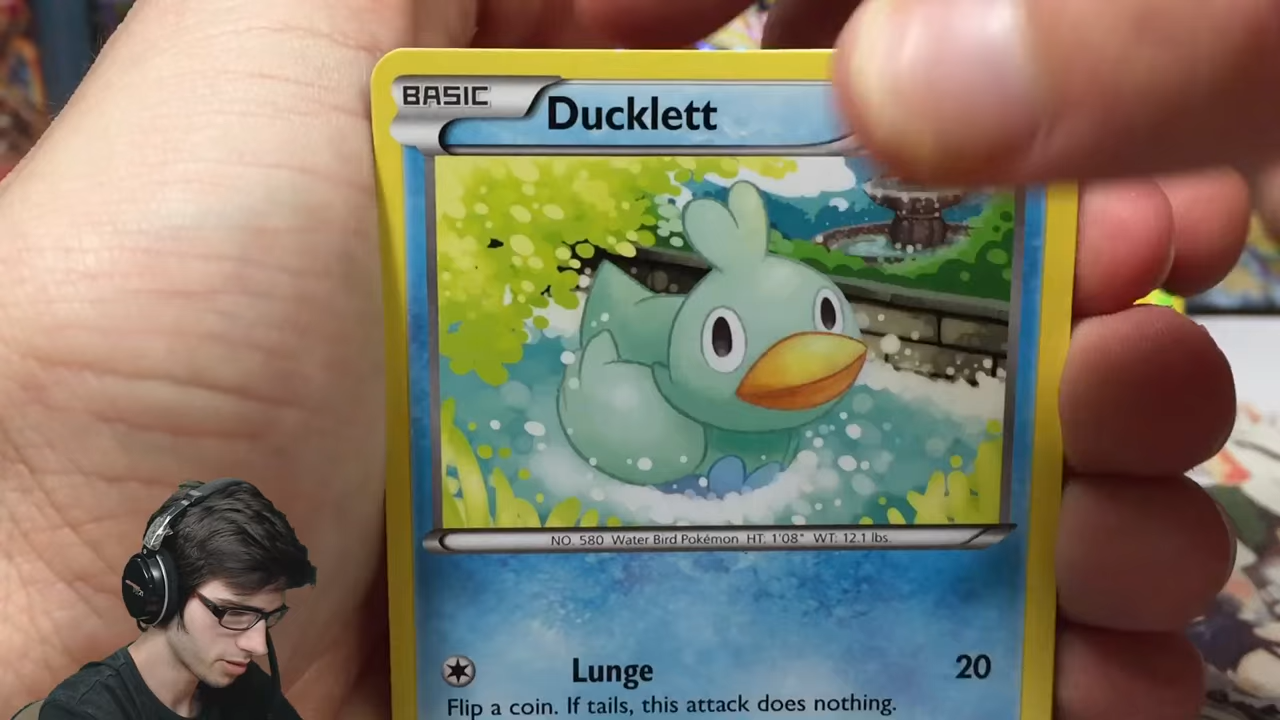 BASIC Ducklett
NO. 580 Water Bird Pokémon HT: 1'08" WT: 12.1 lbs.
Lunge 20
Flip a coin. If tails, this attack does nothing.